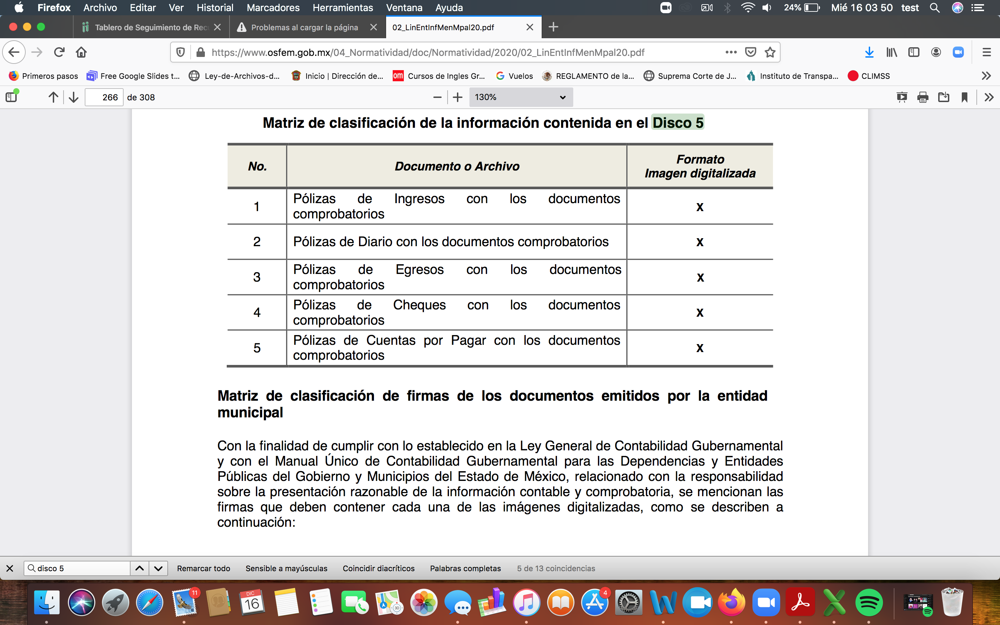 Firefox Archivo Editar Ver Historial Marcadores Herramientas Ventana Ayuda 24% Mié 16 03 50 test
Tablero de Seguimiento de Rec Problemas al cargar la página 02_LinEntInfMenMpal20.pdf
https://www.osfem.gob.mx/04_Normatividad/doc/Normatividad/2020/02_LinEntInfMenMpal20.pdf
Primeros pasos Free Google Slides t... Ley-de-Archivos-d... Inicio | Dirección de... om Cursos de Ingles Gr... Vuelos REGLAMENTO de la... Suprema Corte de J... Instituto de Transpa... CLIMSS
266 de 308 130%
Matriz de clasificación de la información contenida en el Disco 5
No. Documento o Archivo Formato
Imagen digitalizada
1 Pólizas de Ingresos con los documentos
comprobatorios x
2 Pólizas de Diario con los documentos comprobatorios x
3 Pólizas de Egresos con los documentos
comprobatorios x
4 Pólizas de Cheques con los documentos
comprobatorios x
5 Pólizas de Cuentas por Pagar con los documentos
comprobatorios x
Matriz de clasificación de firmas de los documentos emitidos por la entidad
municipal
Con la finalidad de cumplir con lo establecido en la Ley General de Contabilidad Gubernamental
y con el Manual Único de Contabilidad Gubernamental para las Dependencias y Entidades
Públicas del Gobierno y Municipios del Estado de México, relacionado con la responsabilidad
sobre la presentación razonable de la información contable y comprobatoria, se mencionan las
firmas que deben contener cada una de las imágenes digitalizadas, como se describen a
continuación:
disco 5 Remarcar todo Sensible a mayúsculas Coincidir diacríticos Palabras completas 5 de 13 coincidencias
11 DIC 16 3D 4